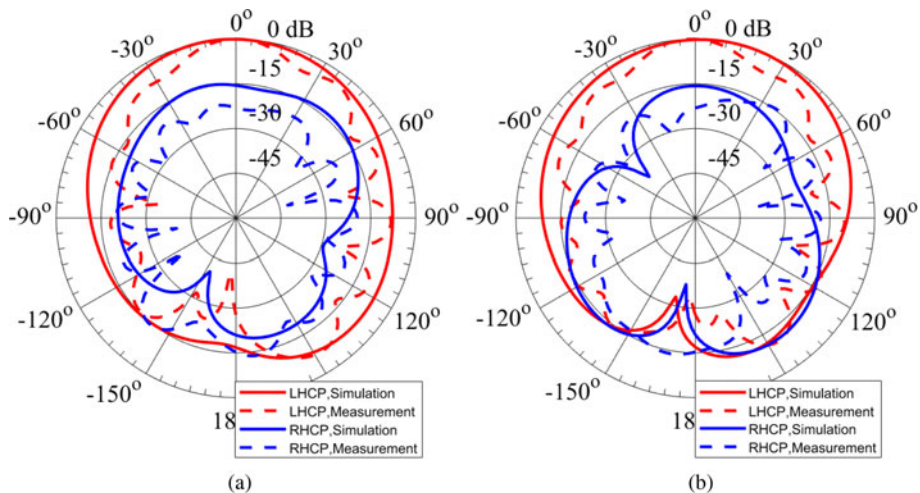 0°
0 dB
-30°
30°
-15
-60°
-30
60°
-45
-90°
90°
-120°
120°
-150°
18
LHCP,Simulation
LHCP,Measurement
RHCP,Simulation
RHCP,Measurement
(a)
0°
0 dB
-30°
30°
-15
-60°
-30
60°
-45
-90°
90°
-120°
120°
-150°
18
LHCP,Simulation
LHCP,Measurement
RHCP,Simulation
RHCP,Measurement
(b)